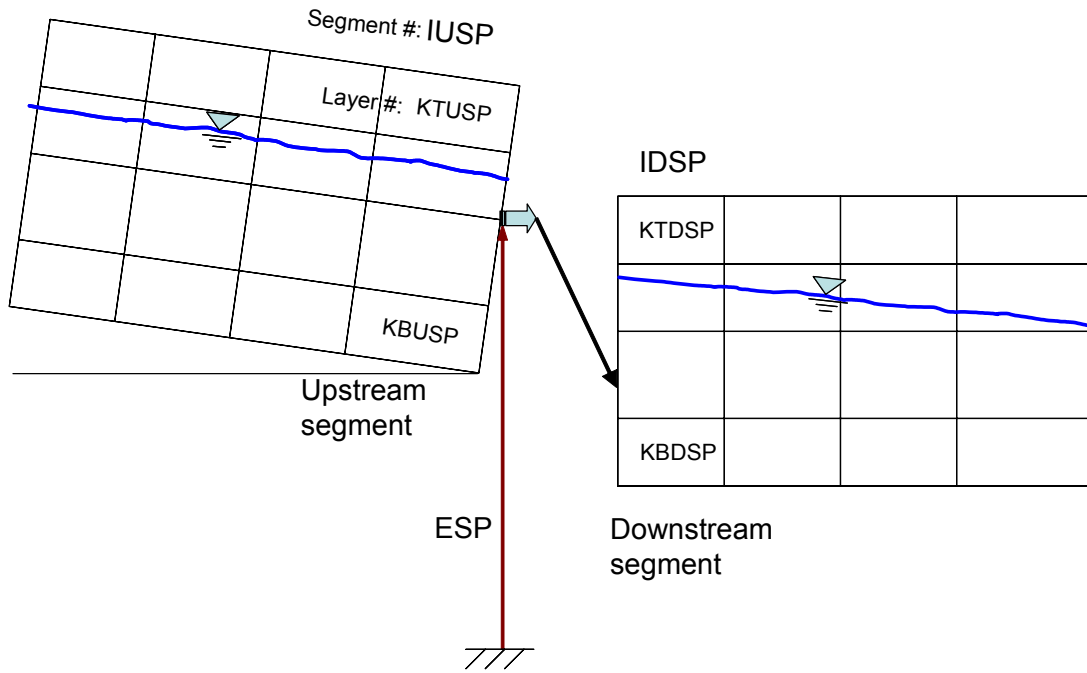 Segment #: IUSP
Layer #: KTUSP
KBUSP
Upstream
segment
ESP
IDSP
KTDSP
KBDSP
Downstream
segment